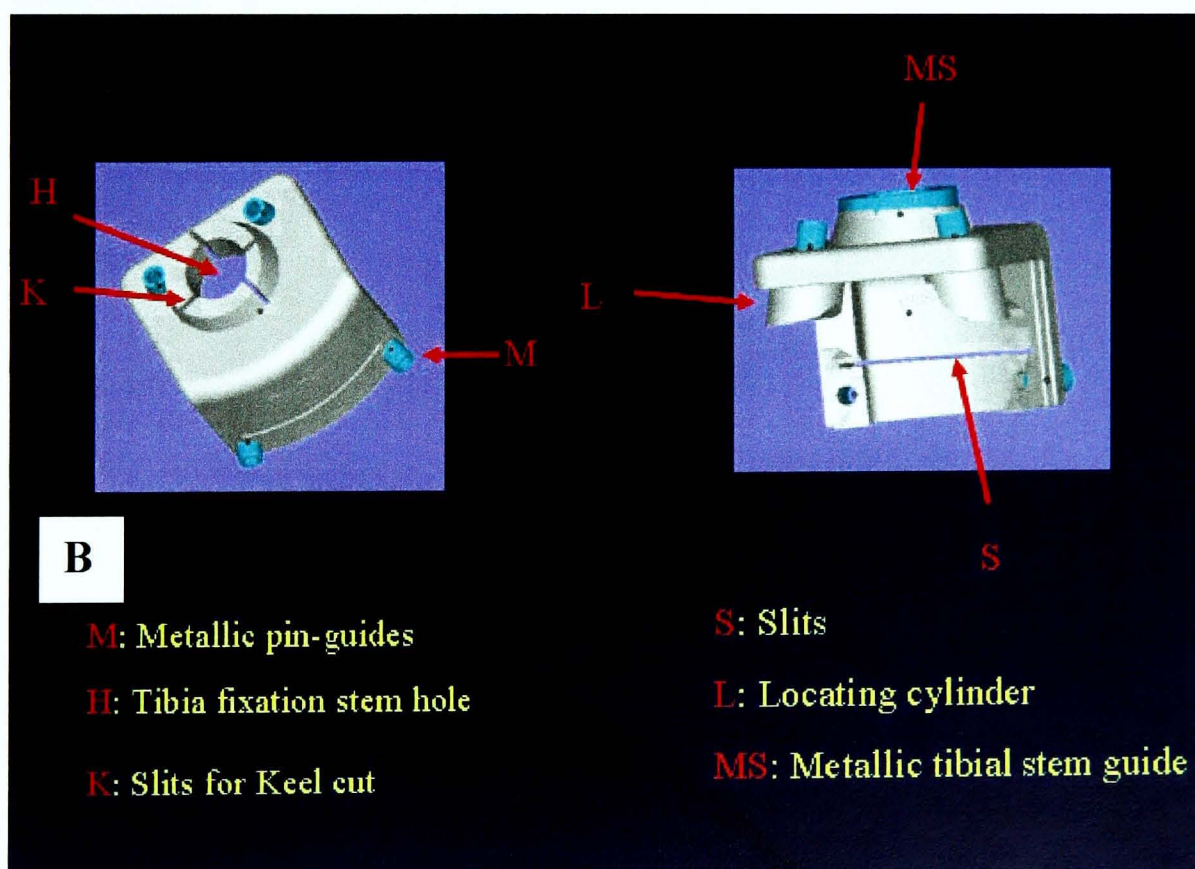 MS
H
K
L
M
S
B
M: Metallic pin-guides
H: Tibia fixation stem hole
K: Slits for Keel cut
S: Slits
L: Locating cylinder
MS: Metallic tibial stem guide